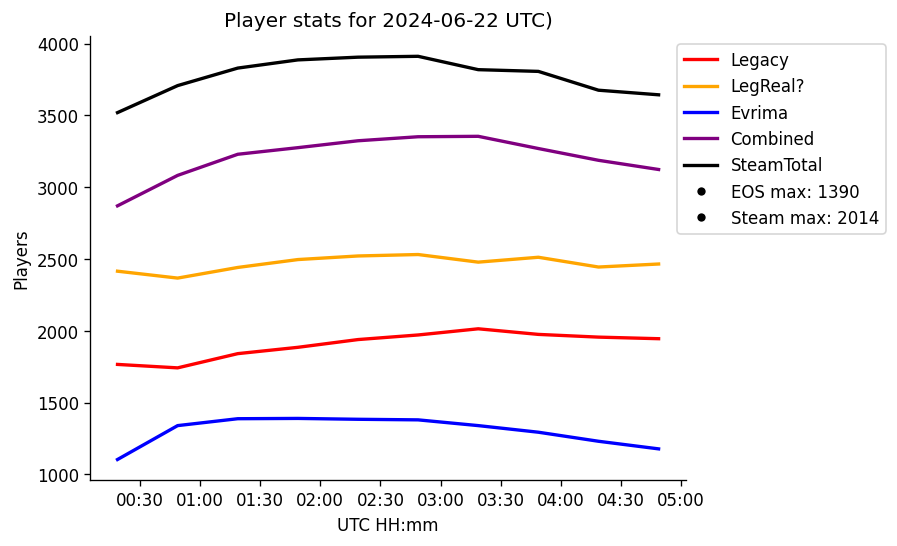 Player stats for 2024-06-22 UTC)
4000
3500
3000
2500
2000
1500
1000
Players
00:30 01:00 01:30 02:00 02:30 03:00 03:30 04:00 04:30 05:00
UTC HH:mm
Legacy
LegReal?
Evrima
Combined
SteamTotal
EOS max: 1390
Steam max: 2014